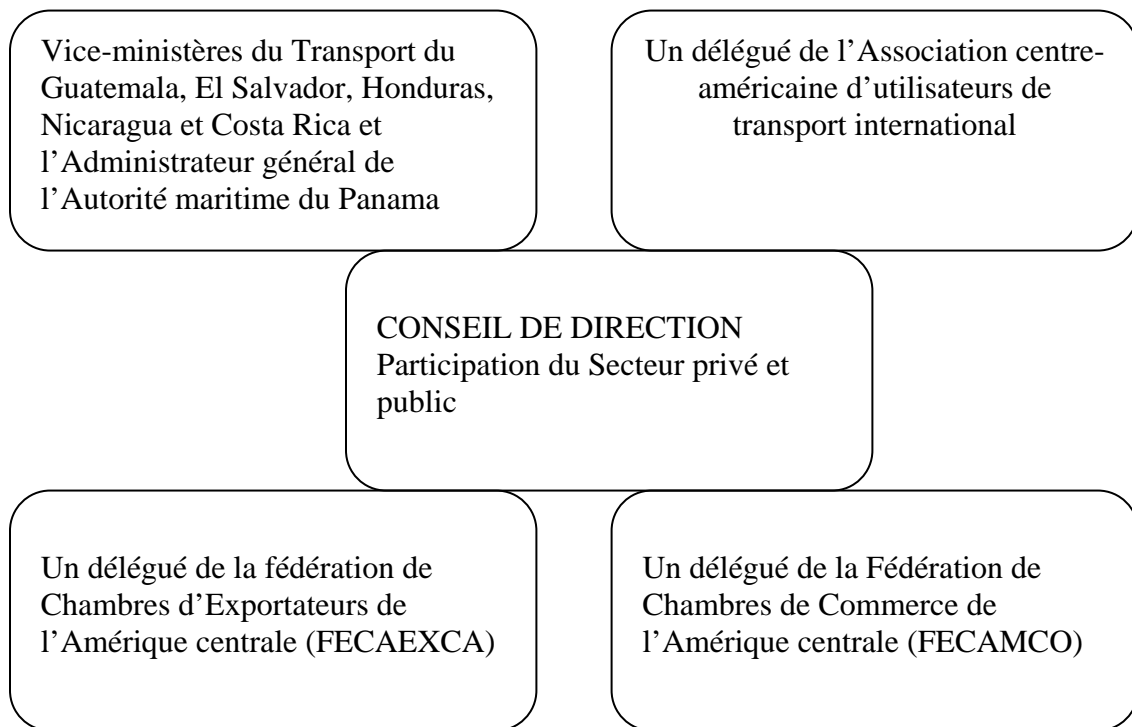 Vice-ministères du Transport du
Guatemala, El Salvador, Honduras,
Nicaragua et Costa Rica et
l’Administrateur général de
l’Autorité maritime du Panama
Un délégué de l’Association centre-
américaine d’utilisateurs de
transport international
CONSEIL DE DIRECTION
Participation du Secteur privé et
public
Un délégué de la fédération de
Chambres d’Exportateurs de
l’Amérique centrale (FECAEXCA)
Un délégué de la Fédération de
Chambres de Commerce de
l’Amérique centrale (FECAMCO)